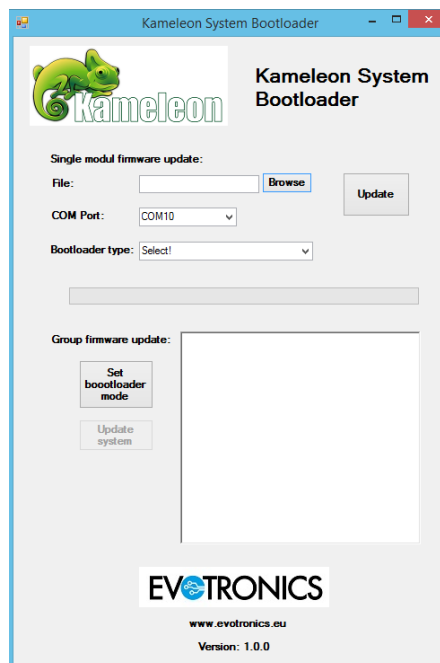 Kameleon System Bootloader
Kameleon
Kameleon System
Bootloader
Single modul firmware update:
File:
Browse
Update
COM Port:
COM10
Bootloader type:
Select!
Group firmware update:
Set
boootloader
mode
Update
system
EVOTRONICS
www.evotronics.eu
Version: 1.0.0